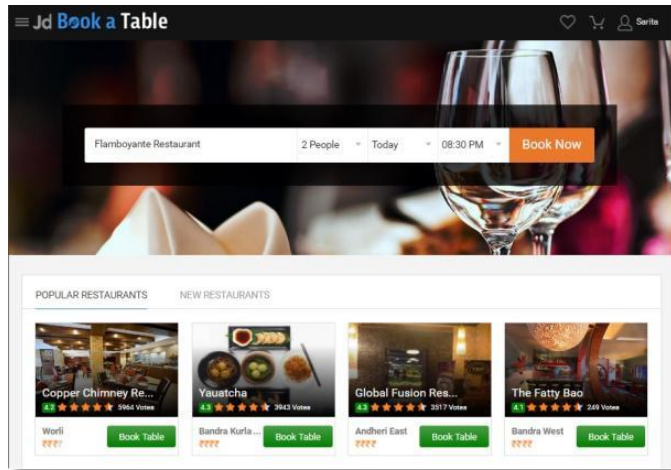 Jd Book a Table
Sarita
Flamboyante Restaurant 2 People Today 08:30 PM Book Now
POPULAR RESTAURANTS NEW RESTAURANTS
Copper Chimney Re...
4.2 5964 Votes
Worli
₹₹₹₹
Book Table
Yauatcha
4.3 3943 Votes
Bandra Kurla ...
₹₹₹₹
Book Table
Global Fusion Res...
4.3 3517 Votes
Andheri East
₹₹₹₹
Book Table
The Fatty Bao
4.1 249 Votes
Bandra West
₹₹₹₹
Book Table